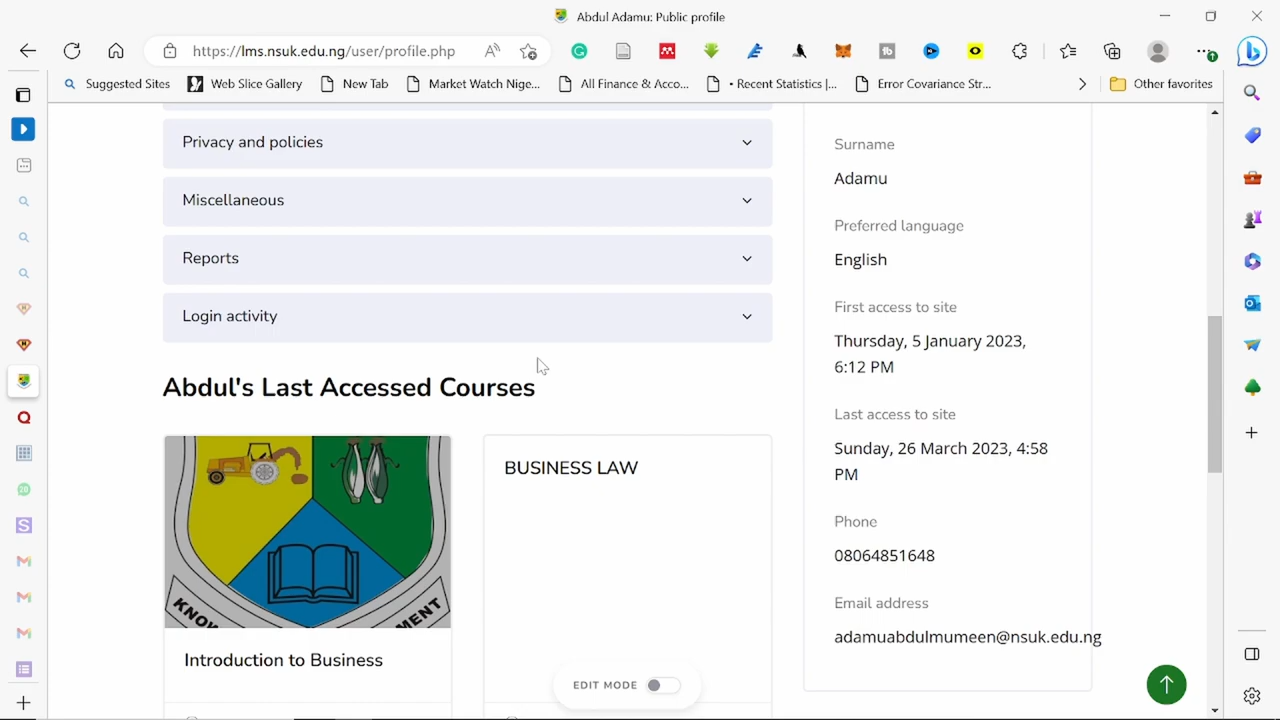 Abdul Adamu: Public profile
https://lms.nsuk.edu.ng/user/profile.php
Suggested Sites
Web Slice Gallery
New Tab
Market Watch Nige...
All Finance & Acco...
• Recent Statistics |...
Error Covariance Str...
Other favorites
Privacy and policies
Miscellaneous
Reports
Login activity
Abdul's Last Accessed Courses
KNOW
MENT
Introduction to Business
BUSINESS LAW
EDIT MODE
Surname
Adamu
Preferred language
English
First access to site
Thursday, 5 January 2023,
6:12 PM
Last access to site
Sunday, 26 March 2023, 4:58
PM
Phone
08064851648
Email address
adamuabdulmumeen@nsuk.edu.ng